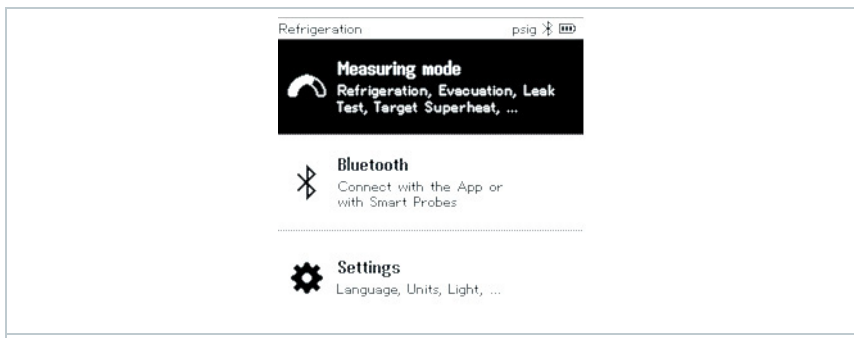 Refrigeration psig
Measuring mode
Refrigeration, Evacuation, Leak
Test, Target Superheat, ...
Bluetooth
Connect with the App or
with Smart Probes
Settings
Language, Units, Light, ...